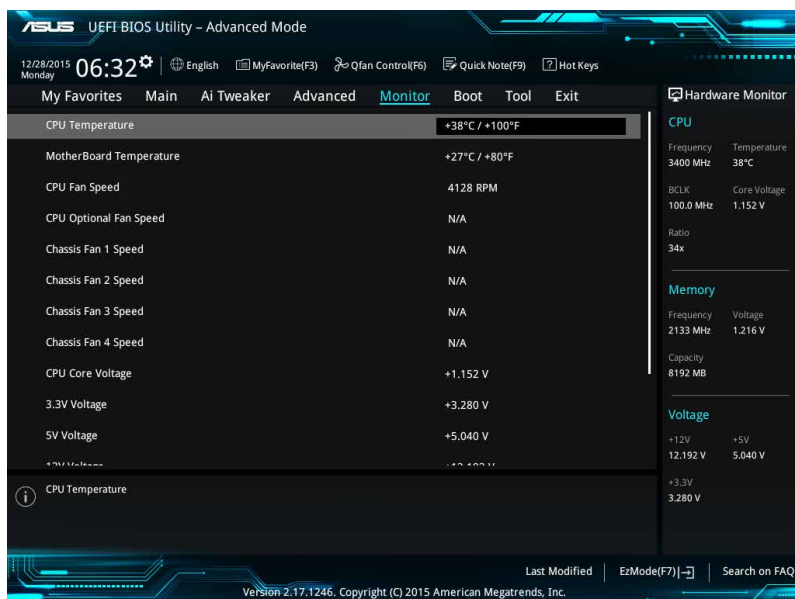 ASUS UEFI BIOS Utility – Advanced Mode
12/28/2015 Monday 06:32 English MyFavorite(F3) Qfan Control(F6) Quick Note(F9) ? Hot Keys
My Favorites Main Ai Tweaker Advanced Monitor Boot Tool Exit
CPU Temperature +38°C / +100°F
MotherBoard Temperature +27°C / +80°F
CPU Fan Speed 4128 RPM
CPU Optional Fan Speed N/A
Chassis Fan 1 Speed N/A
Chassis Fan 2 Speed N/A
Chassis Fan 3 Speed N/A
Chassis Fan 4 Speed N/A
CPU Core Voltage +1.152 V
3.3V Voltage +3.280 V
5V Voltage +5.040 V
12V Voltage +12.192 V
i CPU Temperature
Hardware Monitor
CPU
Frequency Temperature
3400 MHz 38°C
BCLK Core Voltage
100.0 MHz 1.152 V
Ratio
34x
Memory
Frequency Voltage
2133 MHz 1.216 V
Capacity
8192 MB
Voltage
+12V +5V
12.192 V 5.040 V
+3.3V
3.280 V
Last Modified EzMode(F7) Search on FAQ
Version 2.17.1246. Copyright (C) 2015 American Megatrends, Inc.